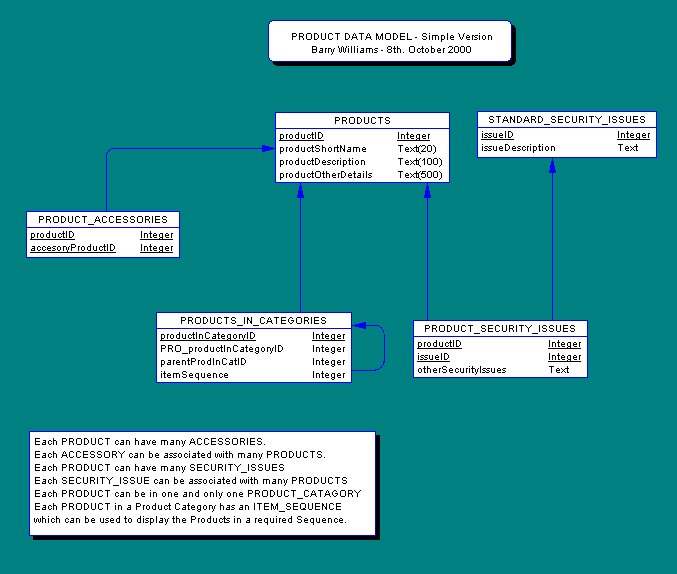 PRODUCT DATA MODEL - Simple Version
Barry Williams - 8th. October 2000
PRODUCTS
productID Integer
productShortName Text(20)
productDescription Text(100)
productOtherDetails Text(500)
STANDARD_SECURITY_ISSUES
issueID Integer
issueDescription Text
PRODUCT_ACCESSORIES
productID Integer
accesoryProductID Integer
PRODUCTS_IN_CATEGORIES
productInCategoryID Integer
PRO_productInCategoryID Integer
parentProdInCatID Integer
itemSequence Integer
PRODUCT_SECURITY_ISSUES
productID Integer
issueID Integer
otherSecurityIssues Text
Each PRODUCT can have many ACCESSORIES.
Each ACCESSORY can be associated with many PRODUCTS.
Each PRODUCT can have many SECURITY_ISSUES
Each SECURITY_ISSUE can be associated with many PRODUCTS
Each PRODUCT can be in one and only one PRODUCT_CATAGORY
Each PRODUCT in a Product Category has an ITEM_SEQUENCE
which can be used to display the Products in a required Sequence.